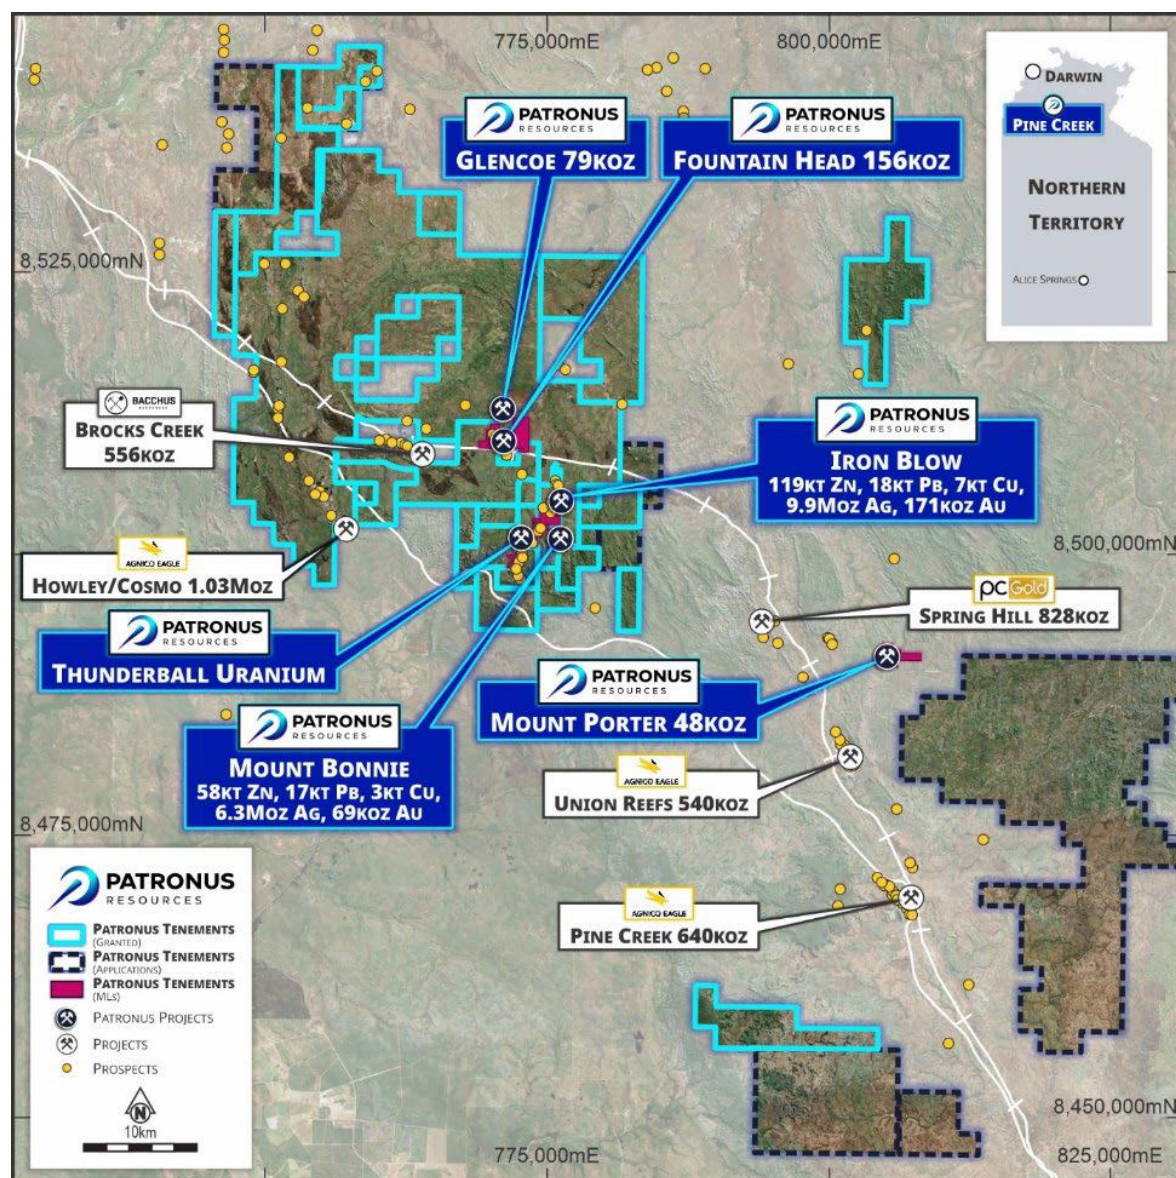 775,000mE
800,000mE
PATRONUS
RESOURCES
GLENCOE 79KOZ
PATRONUS
RESOURCES
FOUNTAIN HEAD 156KOZ
DARWIN
PINE CREEK
NORTHERN
TERRITORY
ALICE SPRINGS
8,525,000mN
BACCHUS
RESOURCES
BROCKS CREEK
556KOZ
PATRONUS
RESOURCES
IRON BLOW
119KT ZN, 18KT PB, 7KT CU,
9.9MOZ AG, 171KOZ AU
8,500,000mN
AGNICO EAGLE
HOWLEY/COSMO 1.03MOZ
pc Gold
SPRING HILL 828KOZ
PATRONUS
RESOURCES
THUNDERBALL URANIUM
PATRONUS
RESOURCES
MOUNT PORTER 48KOZ
PATRONUS
RESOURCES
MOUNT BONNIE
58KT ZN, 17KT PB, 3KT CU,
6.3MOZ AG, 69KOZ AU
AGNICO EAGLE
UNION REEFS 540KOZ
8,475,000mN
AGNICO EAGLE
PINE CREEK 640KOZ
PATRONUS
RESOURCES
PATRONUS TENEMENTS
(GRANTED)
PATRONUS TENEMENTS
(APPLICATIONS)
PATRONUS TENEMENTS
(MLS)
PATRONUS PROJECTS
PROJECTS
PROSPECTS
N
10km
8,450,000mN
775,000mE
825,000mE